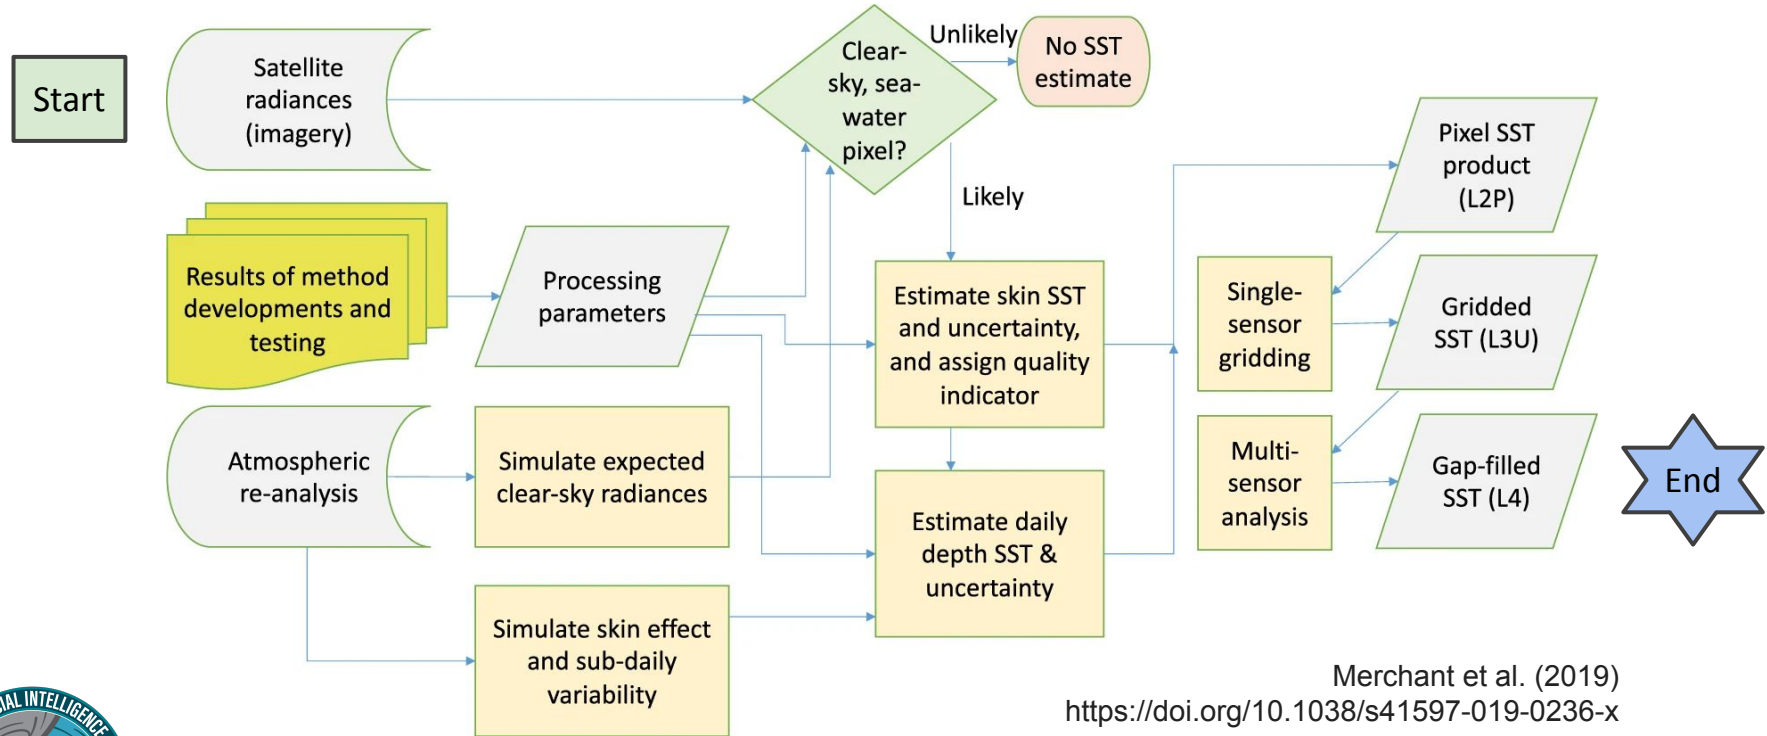 Start
Satellite
radiances
(imagery)
Clear-
sky, sea-
water
pixel?
Unlikely
No SST
estimate
Likely
Results of method
developments and
testing
Processing
parameters
Estimate skin SST
and uncertainty,
and assign quality
indicator
Atmospheric
re-analysis
Simulate expected
clear-sky radiances
Estimate daily
depth SST &
uncertainty
Simulate skin effect
and sub-daily
variability
Pixel SST
product
(L2P)
Single-
sensor
gridding
Gridded
SST (L3U)
Multi-
sensor
analysis
Gap-filled
SST (L4)
End
Merchant et al. (2019)
https://doi.org/10.1038/s41597-019-0236-x